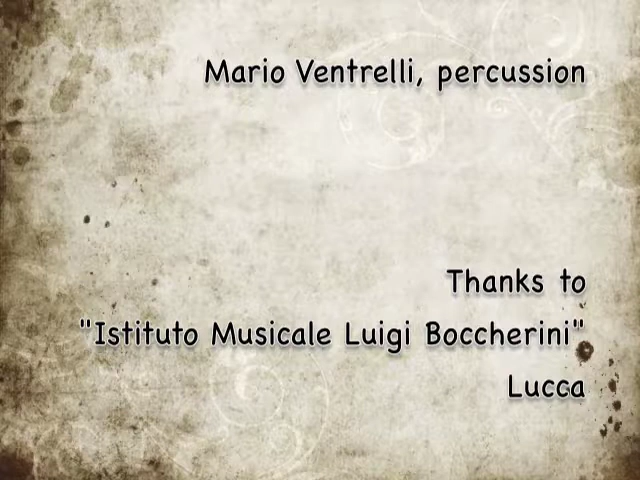 Mario Ventrelli, percussion
Thanks to
"Istituto Musicale Luigi Boccherini"
Lucca